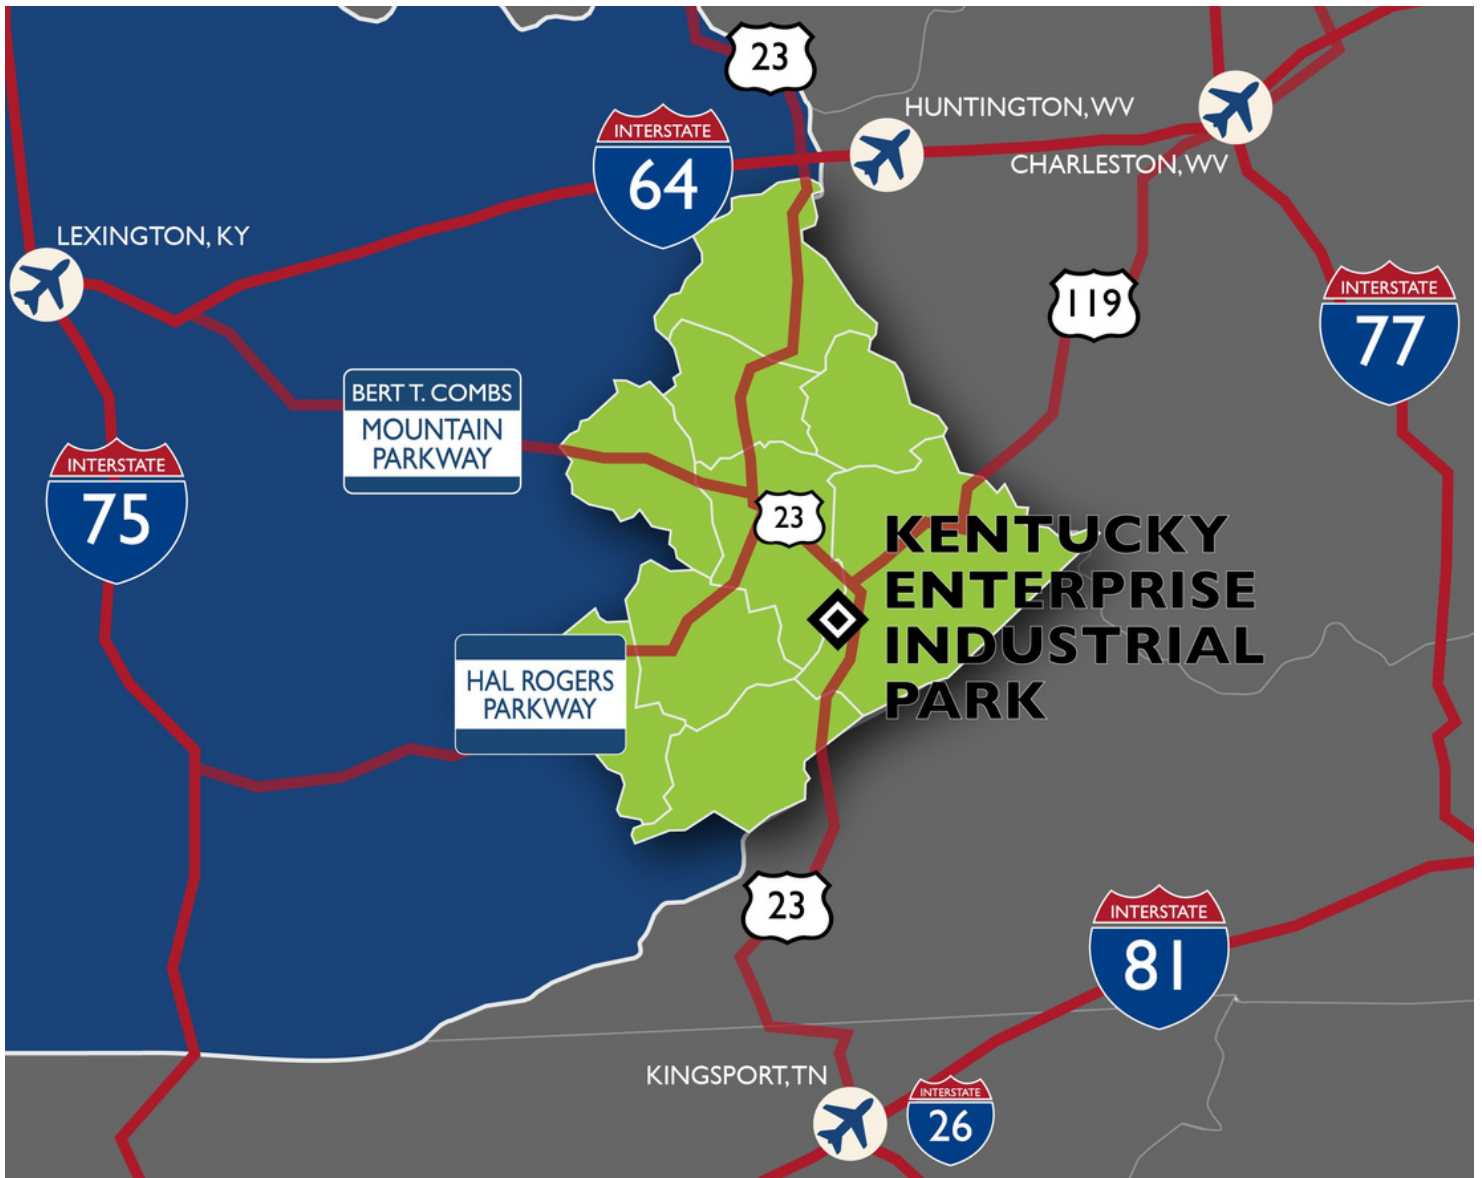 23
HUNTINGTON, WV
INTERSTATE
64
CHARLESTON, WV
LEXINGTON, KY
119
INTERSTATE
77
BERT T. COMBS
MOUNTAIN
PARKWAY
INTERSTATE
75
23
KENTUCKY
ENTERPRISE
INDUSTRIAL
PARK
HAL ROGERS
PARKWAY
23
INTERSTATE
81
KINGSPORT, TN
INTERSTATE
26